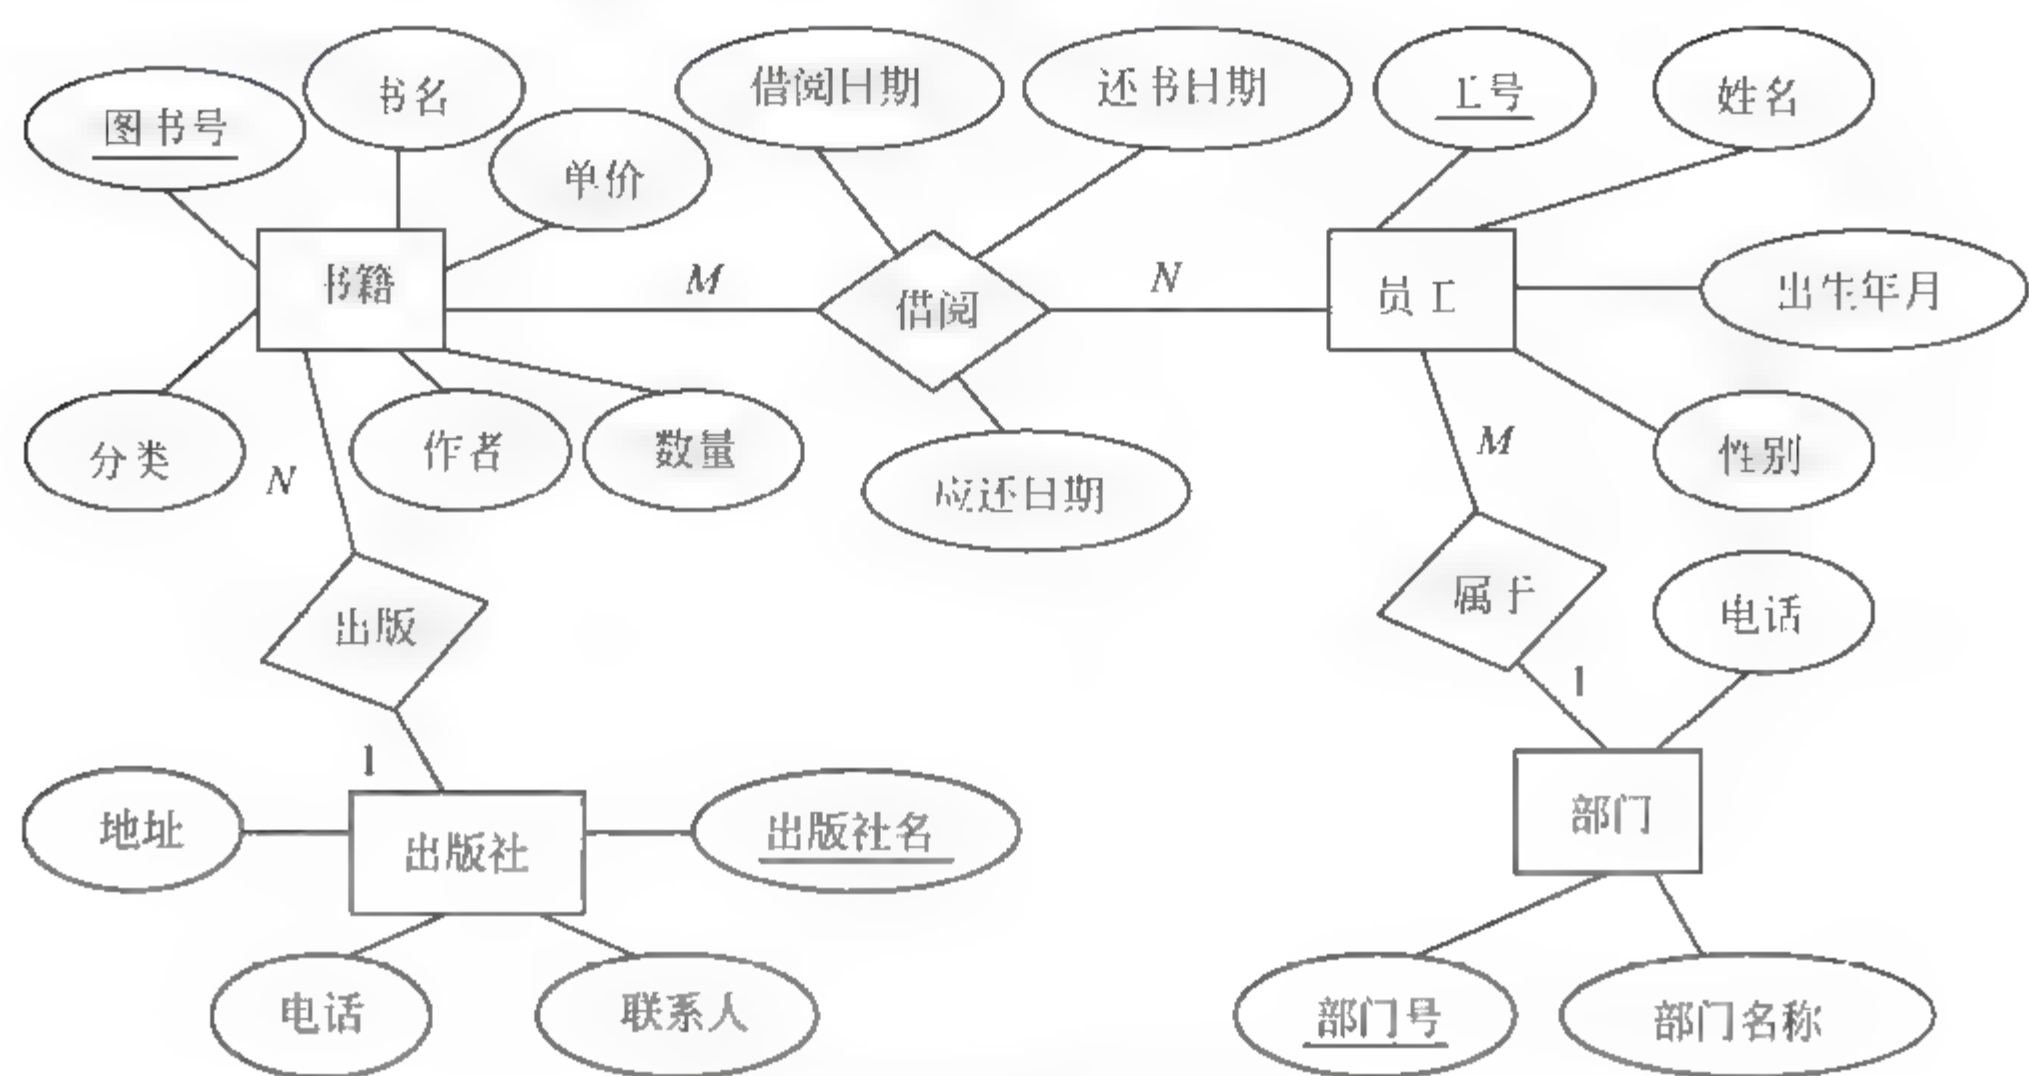 借阅日期
还书日期
工号
姓名
书名
图书号
单价
书籍
M
借阅
N
员工
出生年月
分类
N
作者
数量
应还日期
M
性别
出版
属于
电话
1
1
地址
出版社
出版社名
部门
电话
联系人
部门号
部门名称